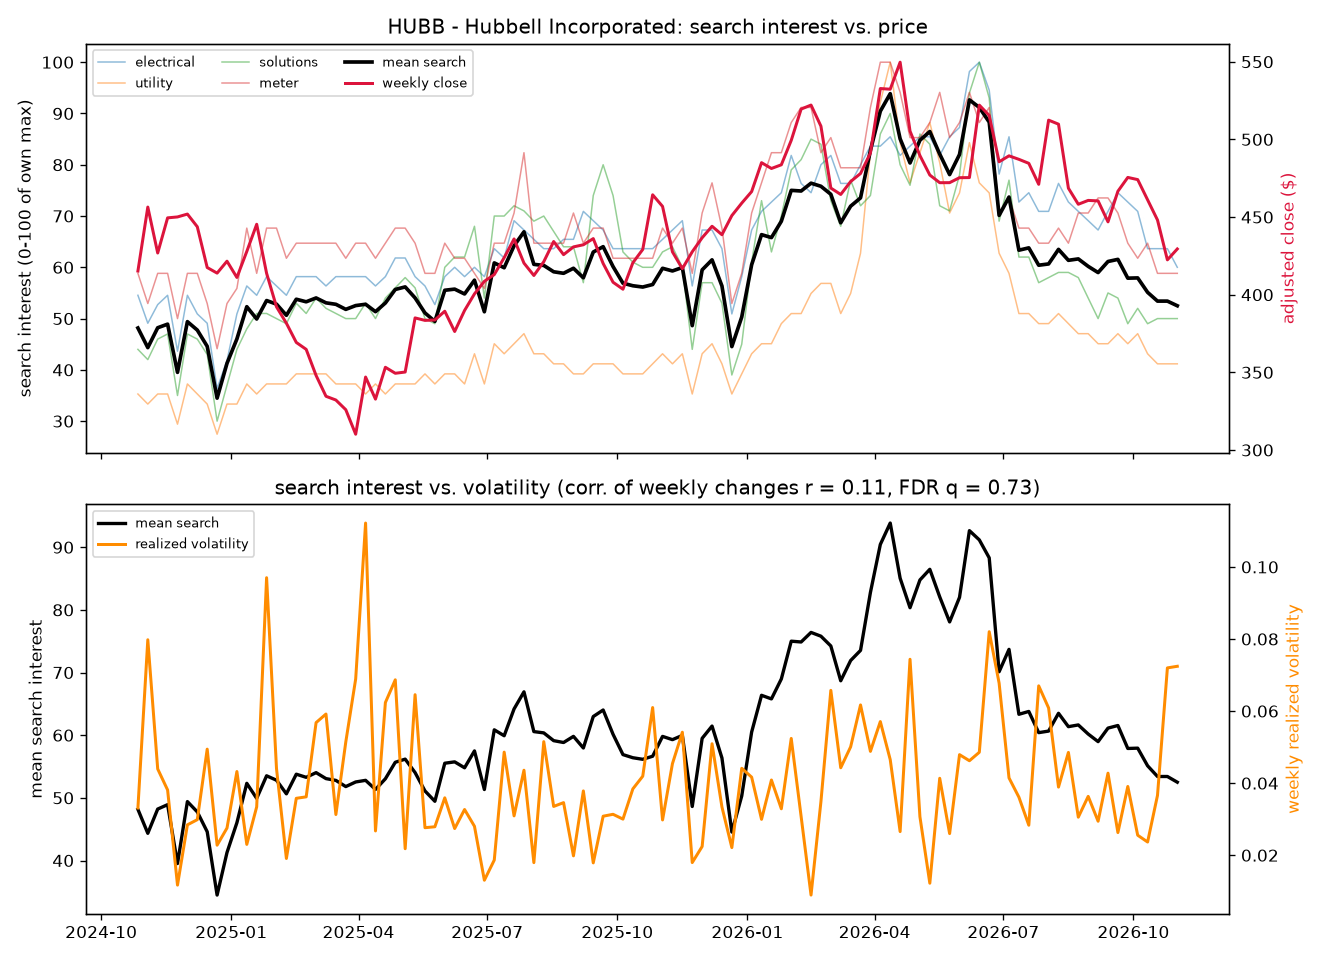 HUBB - Hubbell Incorporated: search interest vs. price
electrical
utility
solutions
meter
mean search
weekly close
search interest (0-100 of own max)
100
90
80
70
60
50
40
30
550
500
450
400
350
300
adjusted close ($)
search interest vs. volatility (corr. of weekly changes r = 0.11, FDR q = 0.73)
mean search
realized volatility
mean search interest
90
80
70
60
50
40
0.10
0.08
0.06
0.04
0.02
weekly realized volatility
2024-10
2025-01
2025-04
2025-07
2025-10
2026-01
2026-04
2026-07
2026-10